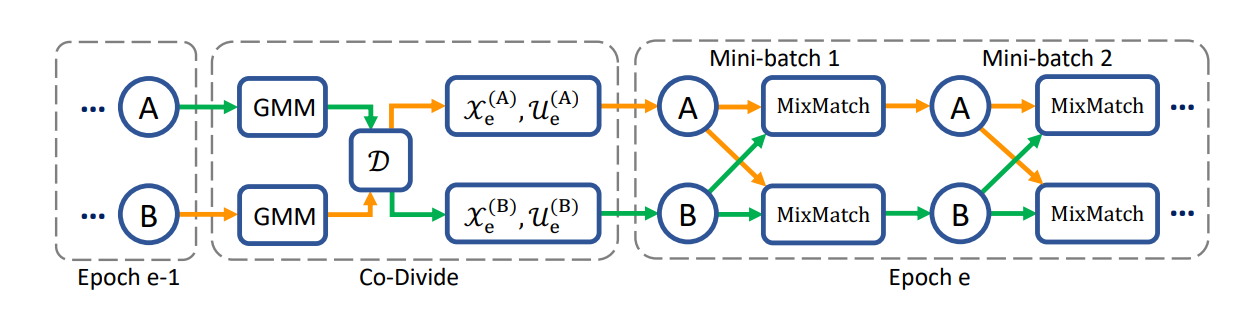 Mini-batch 1
Mini-batch 2
... A
GMM
𝒳e(A), 𝒰e(A)
A
MixMatch
A
MixMatch ...
𝒟
... B
GMM
𝒳e(B), 𝒰e(B)
B
MixMatch
B
MixMatch ...
Epoch e-1
Co-Divide
Epoch e